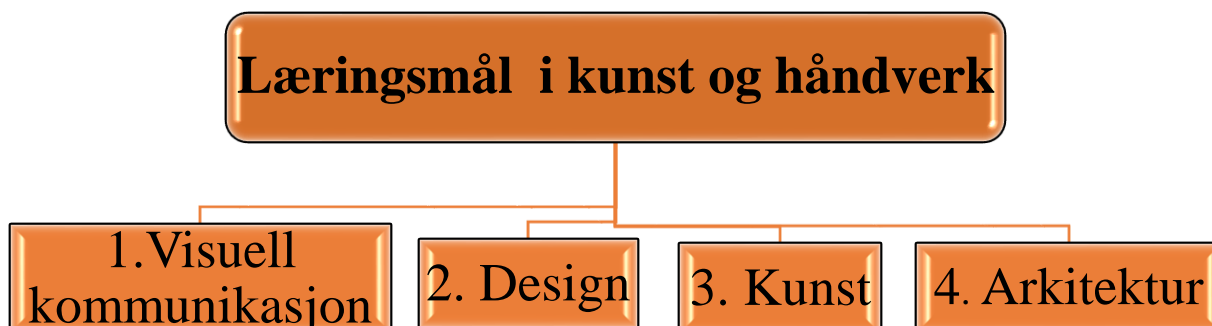 Læringsmål  i kunst og håndverk
1.Visuell
kommunikasjon
2. Design
3. Kunst
4. Arkitektur